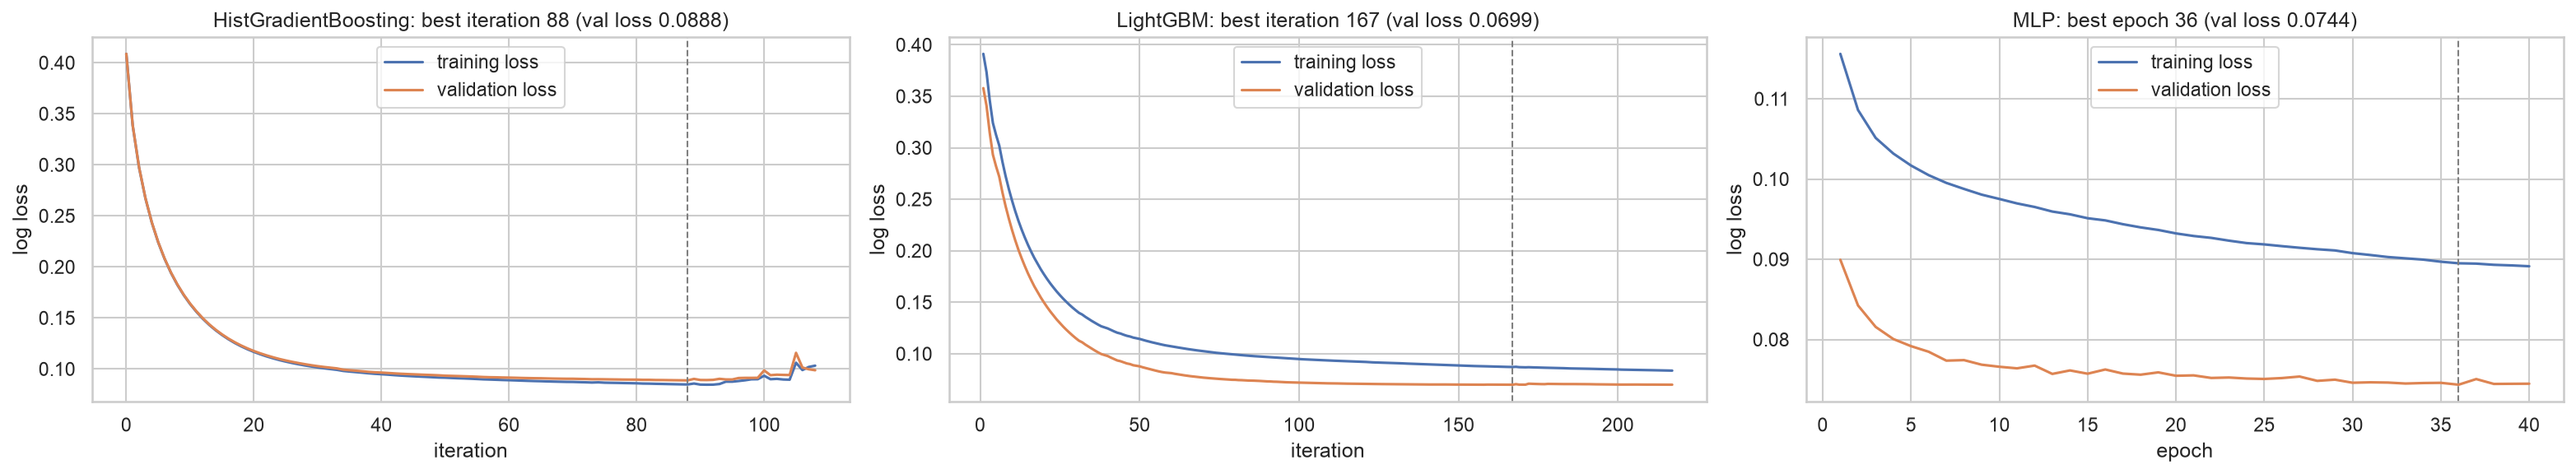 HistGradientBoosting: best iteration 88 (val loss 0.0888)
log loss
0.40
0.35
0.30
0.25
0.20
0.15
0.10
training loss
validation loss
0 20 40 60 80 100
iteration
LightGBM: best iteration 167 (val loss 0.0699)
log loss
0.40
0.35
0.30
0.25
0.20
0.15
0.10
training loss
validation loss
0 50 100 150 200
iteration
MLP: best epoch 36 (val loss 0.0744)
log loss
0.11
0.10
0.09
0.08
training loss
validation loss
0 5 10 15 20 25 30 35 40
epoch